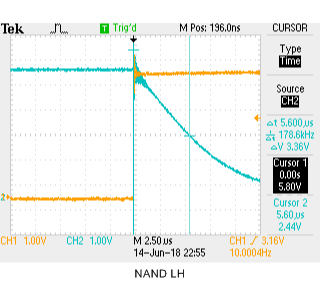 Tek T Trig'd M Pos: 196.0ns CURSOR
Type
Time
Source
CH2
Δt 5.600µs
1/Δt 178.6kHz
ΔV 3.36V
Cursor 1
0.00s
5.80V
Cursor 2
5.60µs
2.44V
2
CH1 1.00V CH2 1.00V M 2.50µs CH1 / 3.16V
14-Jun-18 22:55 10.0004Hz
NAND LH